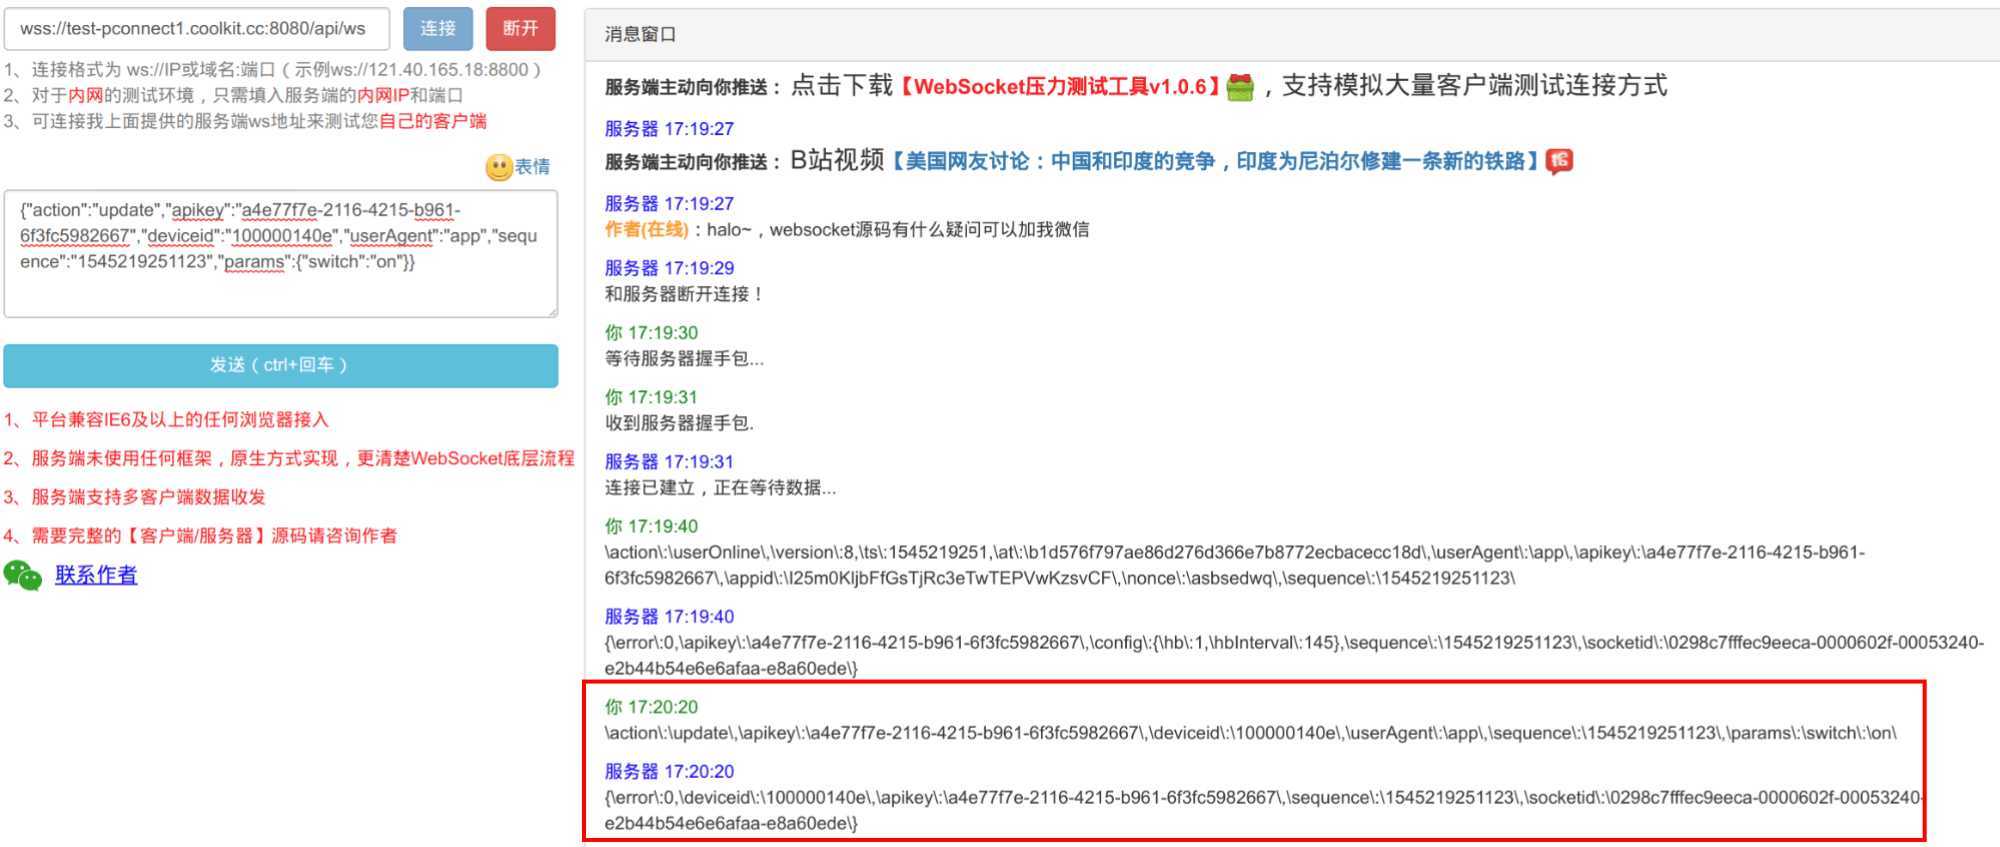 wss://test-pconnect1.coolkit.cc:8080/api/ws
连接
断开
1、连接格式为 ws://IP或域名:端口（示例ws://121.40.165.18:8800）
2、对于内网的测试环境，只需填入服务端的内网IP和端口
3、可连接我上面提供的服务端ws地址来测试您自己的客户端
表情
{"action":"update","apikey":"a4e77f7e-2116-4215-b961-
6f3fc5982667","deviceid":"100000140e","userAgent":"app","sequ
ence":"1545219251123","params":{"switch":"on"}}
发送（ctrl+回车）
1、平台兼容IE6及以上的任何浏览器接入
2、服务端未使用任何框架，原生方式实现，更清楚WebSocket底层流程
3、服务端支持多客户端数据收发
4、需要完整的【客户端/服务器】源码请咨询作者
联系作者
消息窗口
服务端主动向你推送：点击下载【WebSocket压力测试工具v1.0.6】，支持模拟大量客户端测试连接方式
服务器 17:19:27
服务端主动向你推送：B站视频【美国网友讨论：中国和印度的竞争，印度为尼泊尔修建一条新的铁路】
服务器 17:19:27
作者(在线)：halo~，websocket源码有什么疑问可以加我微信
服务器 17:19:29
和服务器断开连接！
你 17:19:30
等待服务器握手包...
你 17:19:31
收到服务器握手包.
服务器 17:19:31
连接已建立，正在等待数据...
你 17:19:40
\action\:\userOnline\,\version\:8,\ts\:1545219251,\at\:\b1d576f797ae86d276d366e7b8772ecbacecc18d\,\userAgent\:\app\,\apikey\:\a4e77f7e-2116-4215-b961-
6f3fc5982667\,\appid\:\I25m0KIjbFfGsTjRc3eTwTEPVwKzsvCF\,\nonce\:\asbsedwq\,\sequence\:\1545219251123\
服务器 17:19:40
{\error\:0,\apikey\:\a4e77f7e-2116-4215-b961-6f3fc5982667\,\config\:{\hb\:1,\hbInterval\:145},\sequence\:\1545219251123\,\socketid\:\0298c7fffec9eeca-0000602f-00053240-
e2b44b54e6e6afaa-e8a60ede\}
你 17:20:20
\action\:\update\,\apikey\:\a4e77f7e-2116-4215-b961-6f3fc5982667\,\deviceid\:\100000140e\,\userAgent\:\app\,\sequence\:\1545219251123\,\params\:\switch\:\on\
服务器 17:20:20
{\error\:0,\deviceid\:\100000140e\,\apikey\:\a4e77f7e-2116-4215-b961-6f3fc5982667\,\sequence\:\1545219251123\,\socketid\:\0298c7fffec9eeca-0000602f-00053240-
e2b44b54e6e6afaa-e8a60ede\}